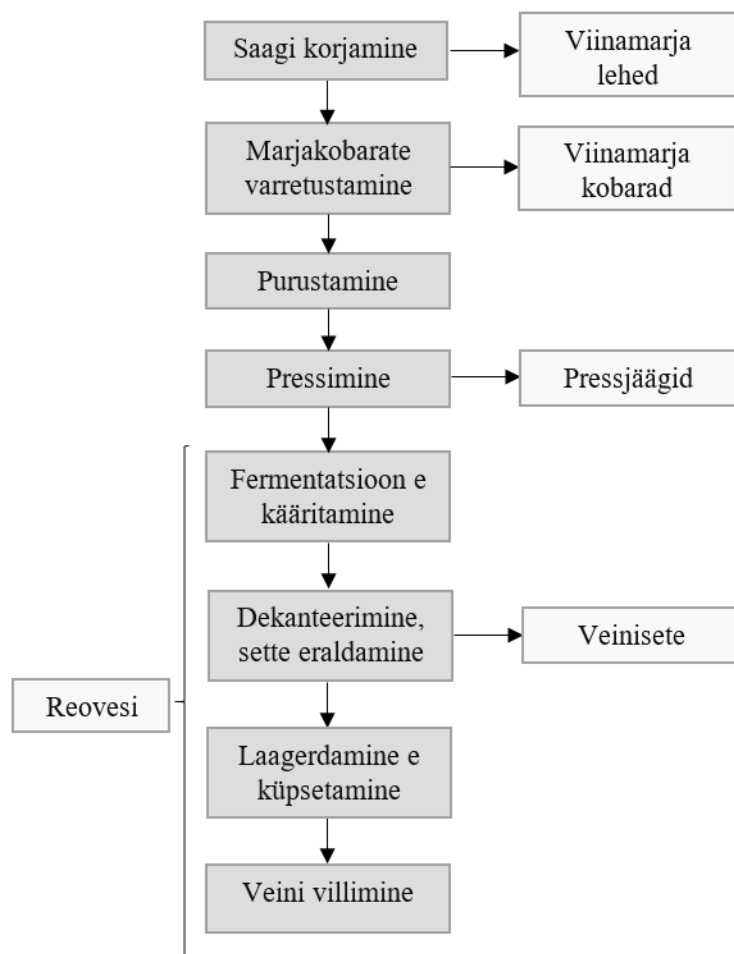 Saagi korjamine
Viinamarja
lehed
Marjakobarate
varretustamine
Viinamarja
kobarad
Purustamine
Pressimine
Pressjäägid
Fermentatsioon e
kääritamine
Dekanteerimine,
sette eraldamine
Veinisete
Reovesi
Laagerdamine e
küpsetamine
Veini villimine